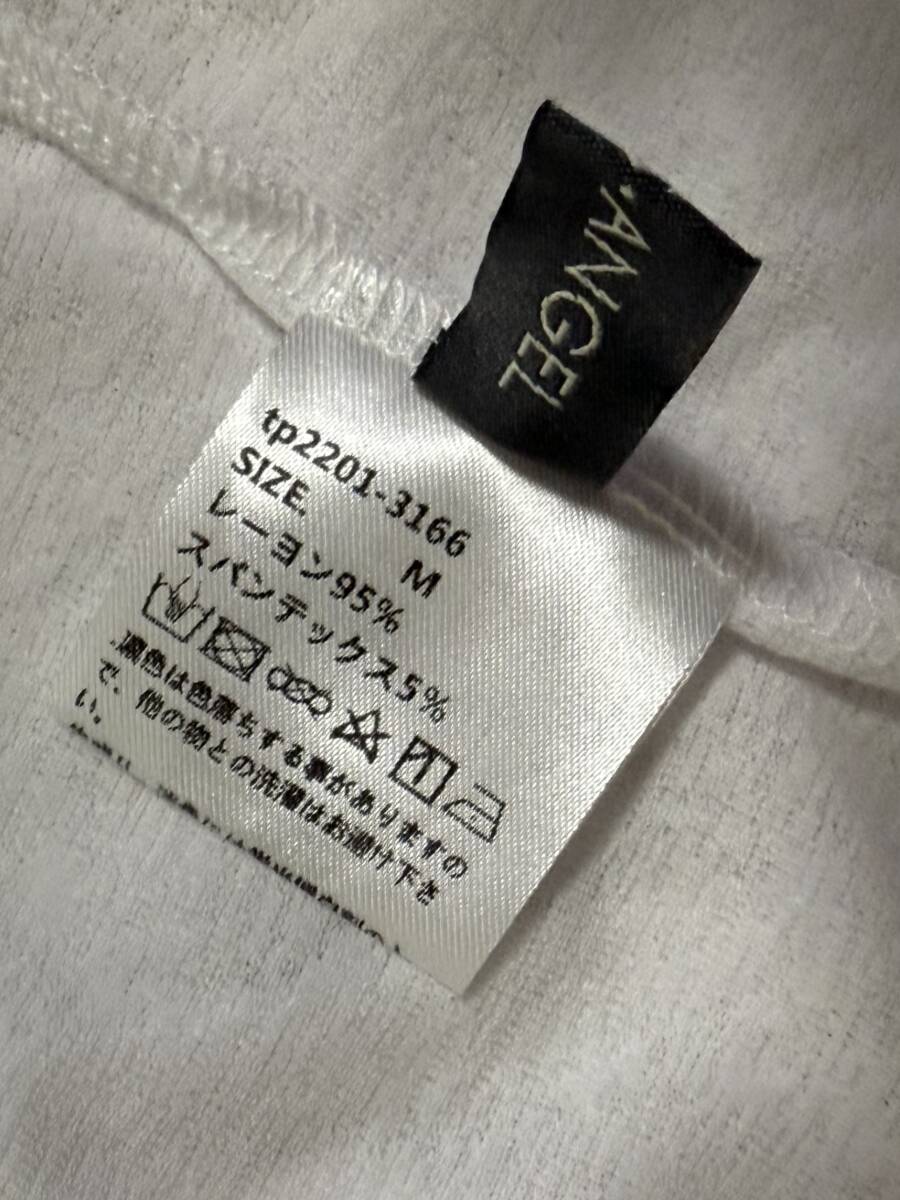 ANGEL
tp2201-3166
SIZE M
レーヨン95%
スパンテックス5%
.濃色は色落ちする事がありますの
で、他の物との洗濯はお避け下さ
い。